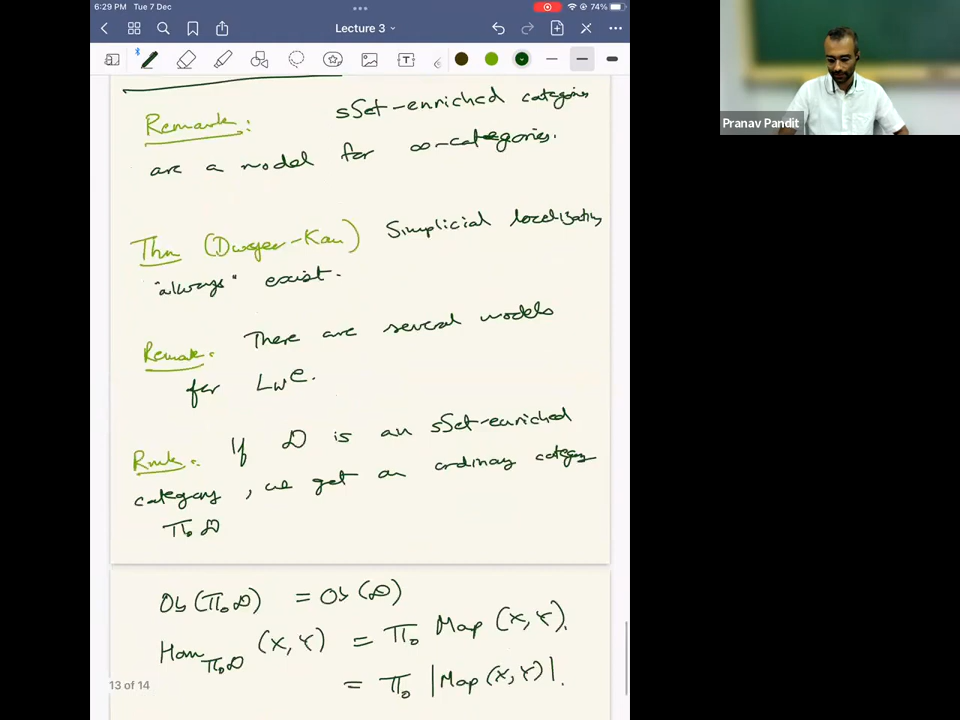 6:29 PM Tue 7 Dec
74%
Lecture 3
Pranav Pandit
Remark: sSet-enriched categories
are a model for ∞-categories.
Thm (Dwyer-Kan) Simplicial localization
"always" exist.
Remark. There are several models
for L_W C.
Rmk: If D is an sSet-enriched
category, we get an ordinary category
π₀ D
Ob(π₀D) = Ob(D)
Hom_{π₀D} (X,Y) = π₀ Map (X,Y).
= π₀ |Map(X,Y)|.
13 of 14